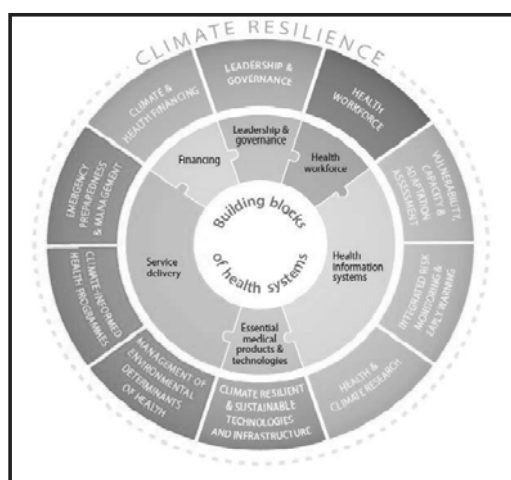 CLIMATE RESILIENCE
LEADERSHIP &
GOVERNANCE
HEALTH
WORKFORCE
VULNERABILITY,
CAPACITY &
ADAPTATION
ASSESSMENT
INTEGRATED RISK
MONITORING &
EARLY RAINING
HEALTH &
CLIMATE RESEARCH
CLIMATE RESILIENT
& SUSTAINABLE
TECHNOLOGIES
AND INFRASTRUCTURE
MANAGEMENT OF
ENVIRONMENTAL
DETERMINANTS
OF HEALTH
CLIMATE-INFORMED
HEALTH PROGRAMMES
EMERGENCY
PREPAREDNESS
& MANAGEMENT
CLIMATE &
HEALTH FINANCING
Leadership &
governance
Health
workforce
Health
information
systems
Essential
medical
products &
technologies
Service
delivery
Financing
Building blocks
of health systems